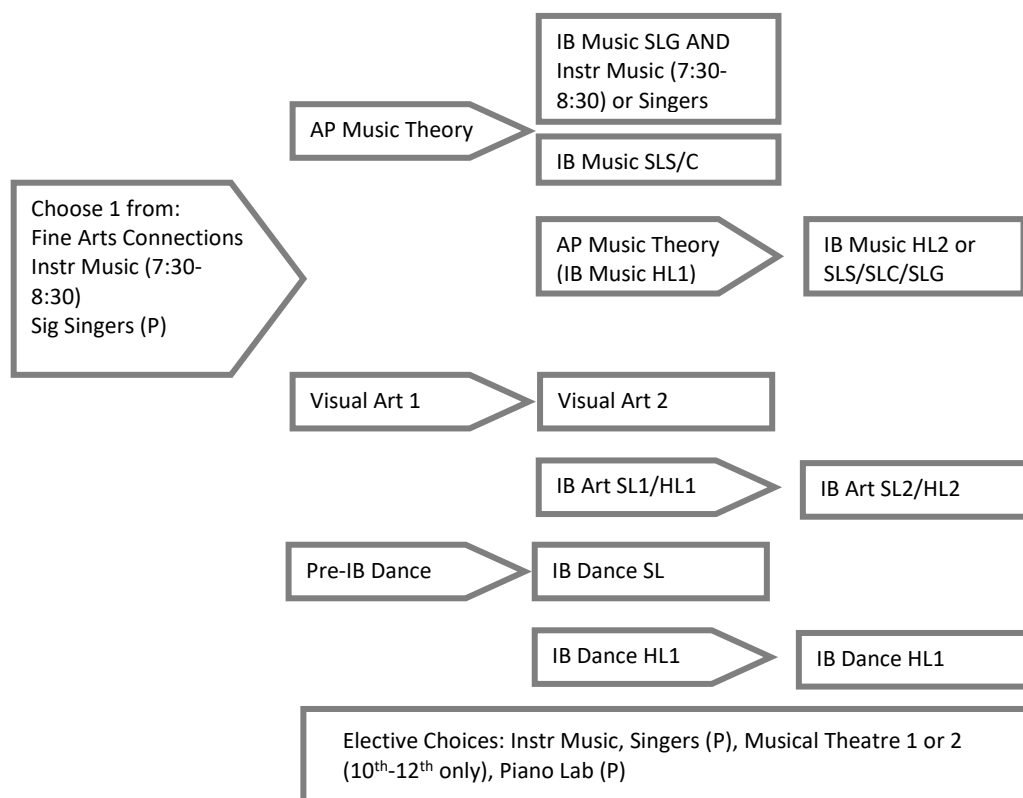 IB Music SLG AND
Instr Music (7:30-
8:30) or Singers
AP Music Theory
IB Music SLS/C
Choose 1 from:
Fine Arts Connections
Instr Music (7:30-
8:30)
Sig Singers (P)
AP Music Theory
(IB Music HL1)
IB Music HL2 or
SLS/SLC/SLG
Visual Art 1
Visual Art 2
IB Art SL1/HL1
IB Art SL2/HL2
Pre-IB Dance
IB Dance SL
IB Dance HL1
IB Dance HL1
Elective Choices: Instr Music, Singers (P), Musical Theatre 1 or 2
(10th-12th only), Piano Lab (P)